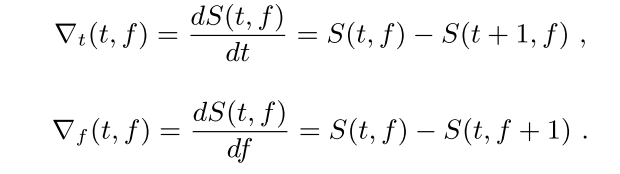 ∇_t(t, f) = dS(t, f)/dt = S(t, f) − S(t + 1, f) ,
∇_f(t, f) = dS(t, f)/df = S(t, f) − S(t, f + 1) .